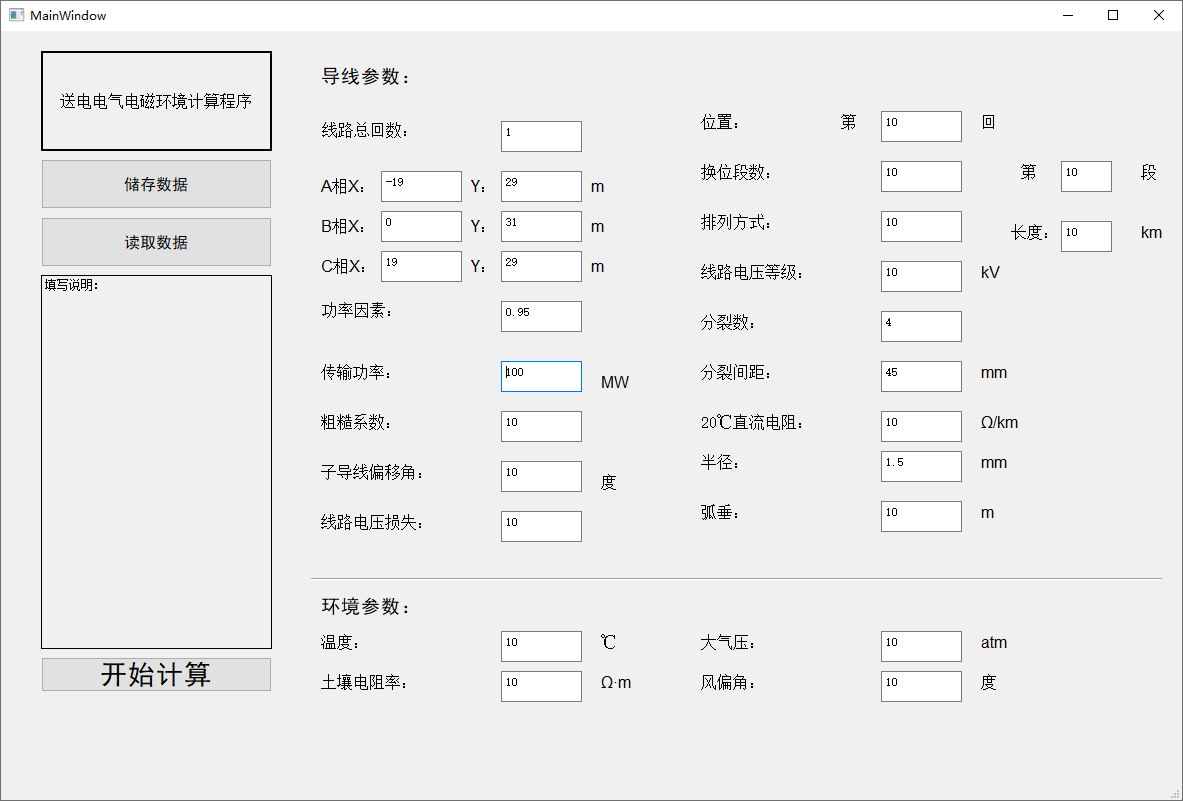 MainWindow
送电电气电磁环境计算程序
储存数据
读取数据
填写说明：
开始计算
导线参数：
线路总回数： 1
A相X： -19 Y： 29 m
B相X： 0 Y： 31 m
C相X： 19 Y： 29 m
功率因素： 0.95
传输功率： 100 MW
粗糙系数： 10
子导线偏移角： 10 度
线路电压损失： 10
位置： 第 10 回
换位段数： 10 第 10 段
排列方式： 10 长度： 10 km
线路电压等级： 10 kV
分裂数： 4
分裂间距： 45 mm
20℃直流电阻： 10 Ω/km
半径： 1.5 mm
弧垂： 10 m
环境参数：
温度： 10 ℃ 大气压： 10 atm
土壤电阻率： 10 Ω·m 风偏角： 10 度